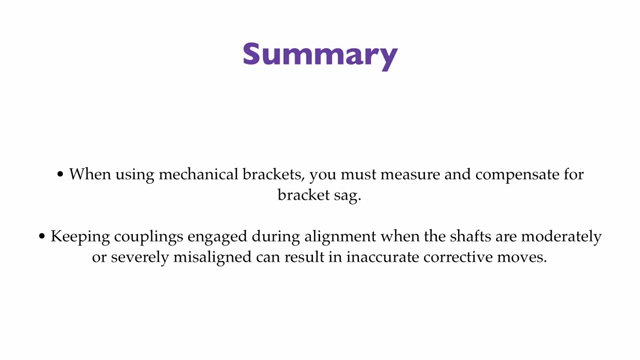 Summary
• When using mechanical brackets, you must measure and compensate for
bracket sag.
• Keeping couplings engaged during alignment when the shafts are moderately
or severely misaligned can result in inaccurate corrective moves.